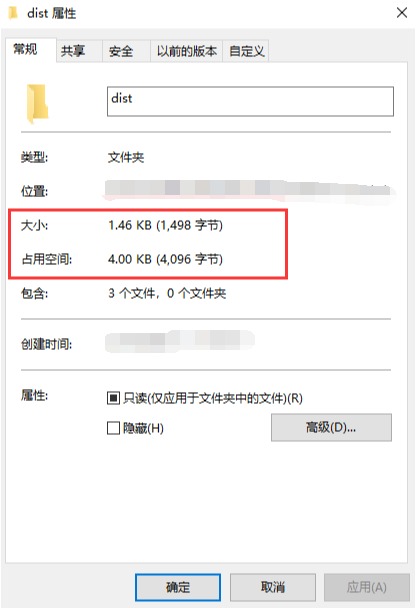 dist 属性
常规 共享 安全 以前的版本 自定义
dist
类型: 文件夹
位置:
大小: 1.46 KB (1,498 字节)
占用空间: 4.00 KB (4,096 字节)
包含: 3 个文件，0 个文件夹
创建时间:
属性: 只读(仅应用于文件夹中的文件)(R)
隐藏(H) 高级(D)...
确定 取消 应用(A)